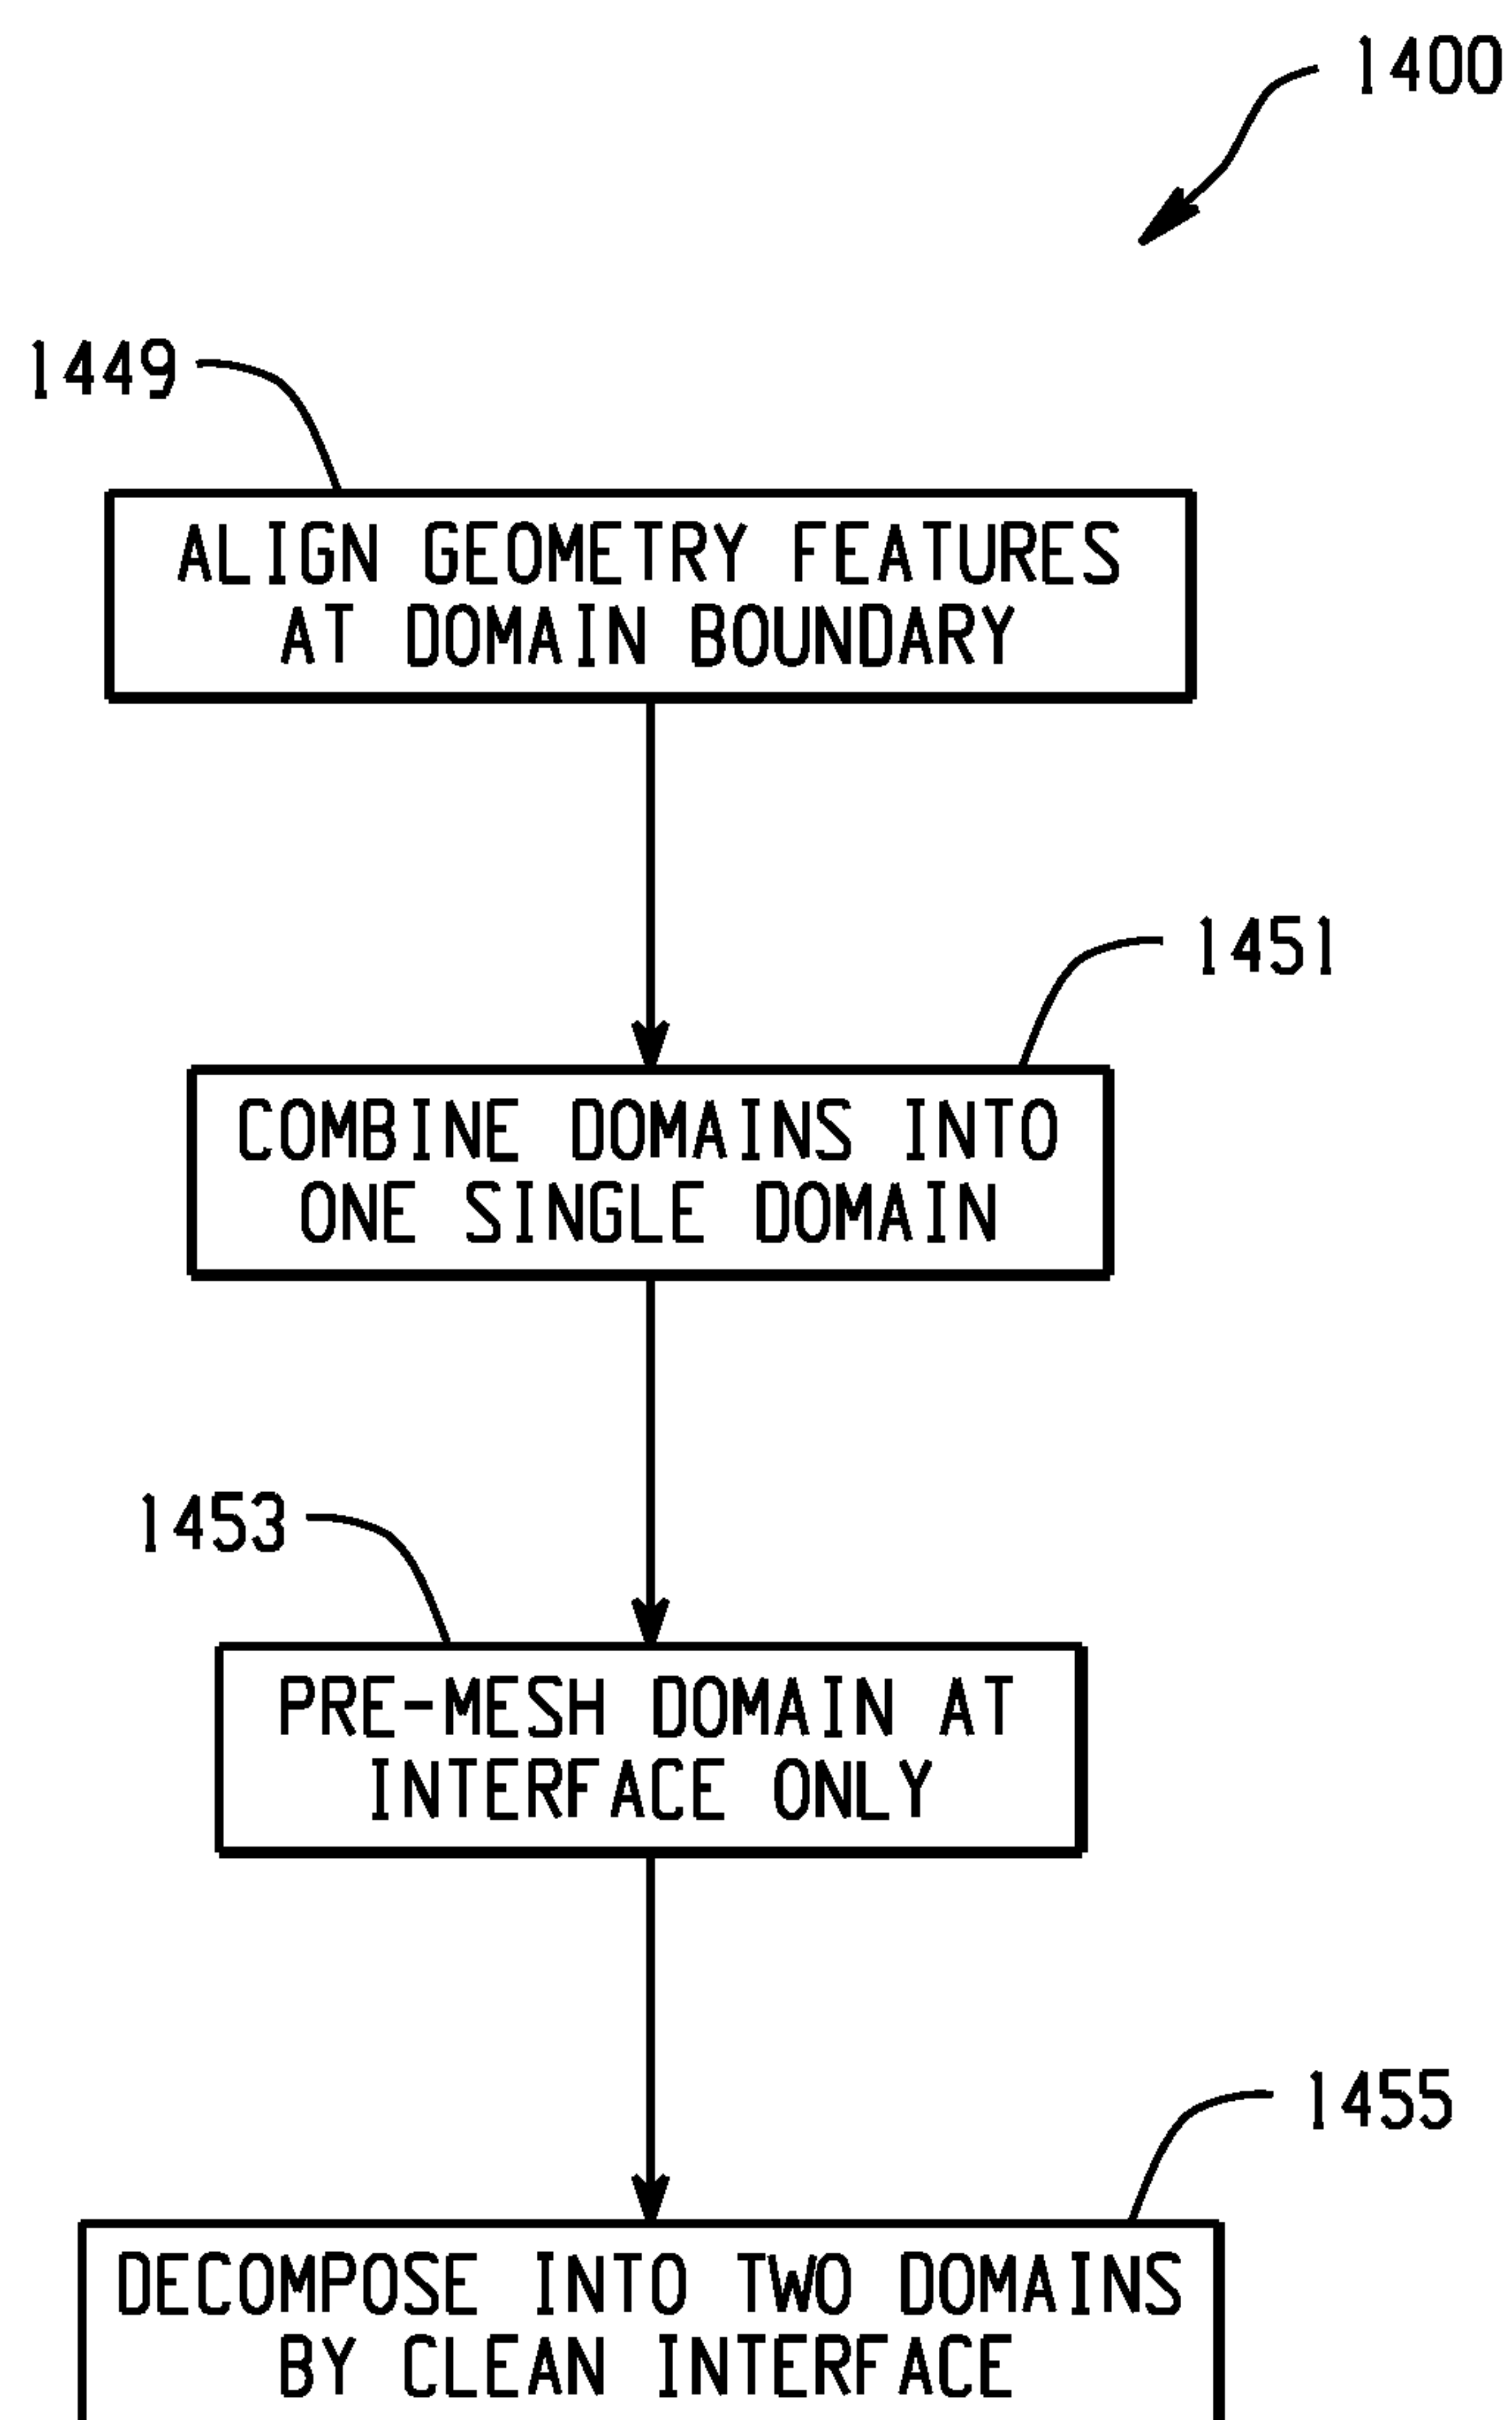 1400
1449
ALIGN GEOMETRY FEATURES
AT DOMAIN BOUNDARY
1451
COMBINE DOMAINS INTO
ONE SINGLE DOMAIN
1453
PRE-MESH DOMAIN AT
INTERFACE ONLY
1455
DECOMPOSE INTO TWO DOMAINS
BY CLEAN INTERFACE